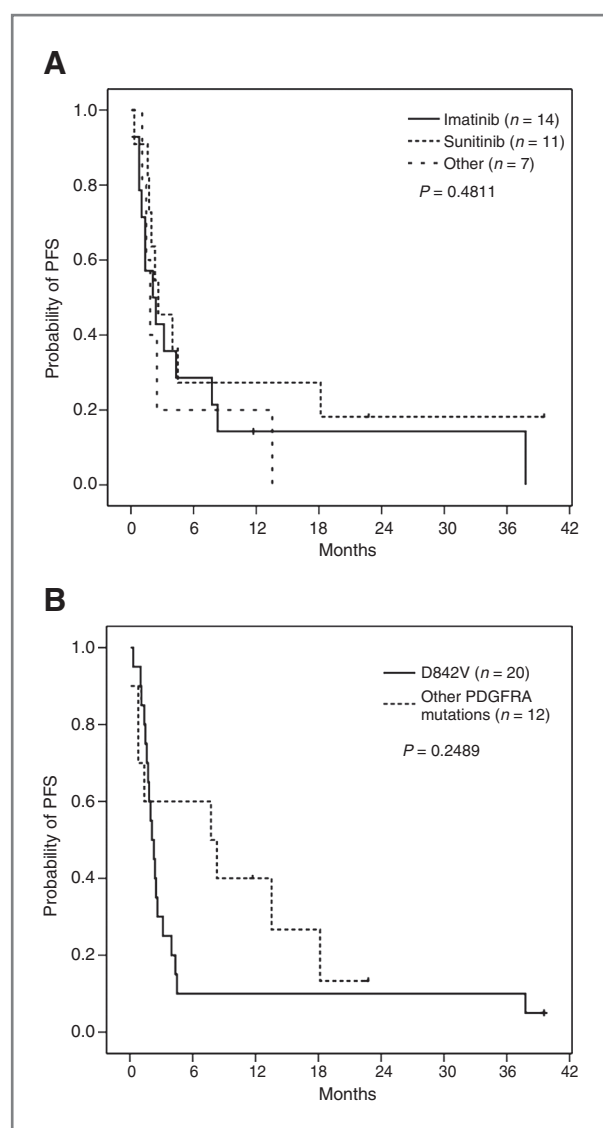 A
Probability of PFS
1.0
0.8
0.6
0.4
0.2
0.0
Imatinib (n = 14)
Sunitinib (n = 11)
Other (n = 7)
P = 0.4811
0 6 12 18 24 30 36 42
Months
B
Probability of PFS
1.0
0.8
0.6
0.4
0.2
0.0
D842V (n = 20)
Other PDGFRA
mutations (n = 12)
P = 0.2489
0 6 12 18 24 30 36 42
Months